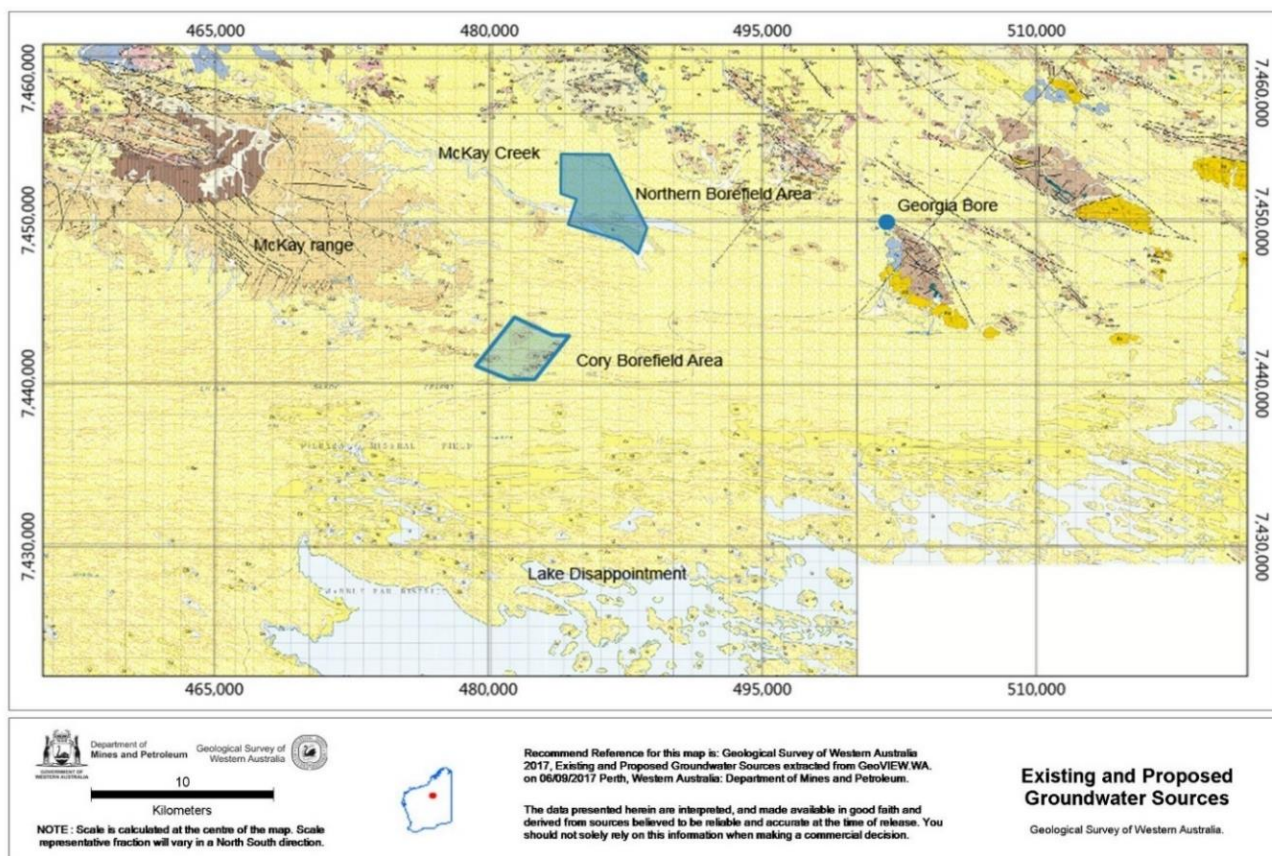 465,000 480,000 495,000 510,000
7,460,000
7,460,000
McKay Creek
Northern Borefield Area
Georgia Bore
7,450,000
7,450,000
McKay range
Cory Borefield Area
7,440,000
7,440,000
7,430,000
7,430,000
Lake Disappointment
465,000 480,000 495,000 510,000
GOVERNMENT OF
WESTERN AUSTRALIA
Department of
Mines and Petroleum
Geological Survey of
Western Australia
10
Kilometers
NOTE : Scale is calculated at the centre of the map. Scale
representative fraction will vary in a North South direction.
Recommend Reference for this map is: Geological Survey of Western Australia
2017, Existing and Proposed Groundwater Sources extracted from GeoVIEW.WA.
on 06/09/2017 Perth, Western Australia: Department of Mines and Petroleum.
The data presented herein are interpreted, and made available in good faith and
derived from sources believed to be reliable and accurate at the time of release. You
should not solely rely on this information when making a commercial decision.
Existing and Proposed
Groundwater Sources
Geological Survey of Western Australia.